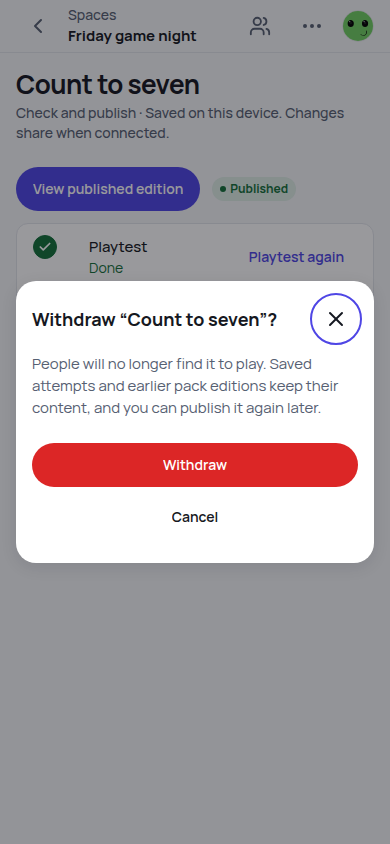 Spaces
Friday game night
Count to seven
Check and publish · Saved on this device. Changes
share when connected.
View published edition
Published
Playtest
Playtest again
Done
Withdraw “Count to seven”?
People will no longer find it to play. Saved
attempts and earlier pack editions keep their
content, and you can publish it again later.
Withdraw
Cancel